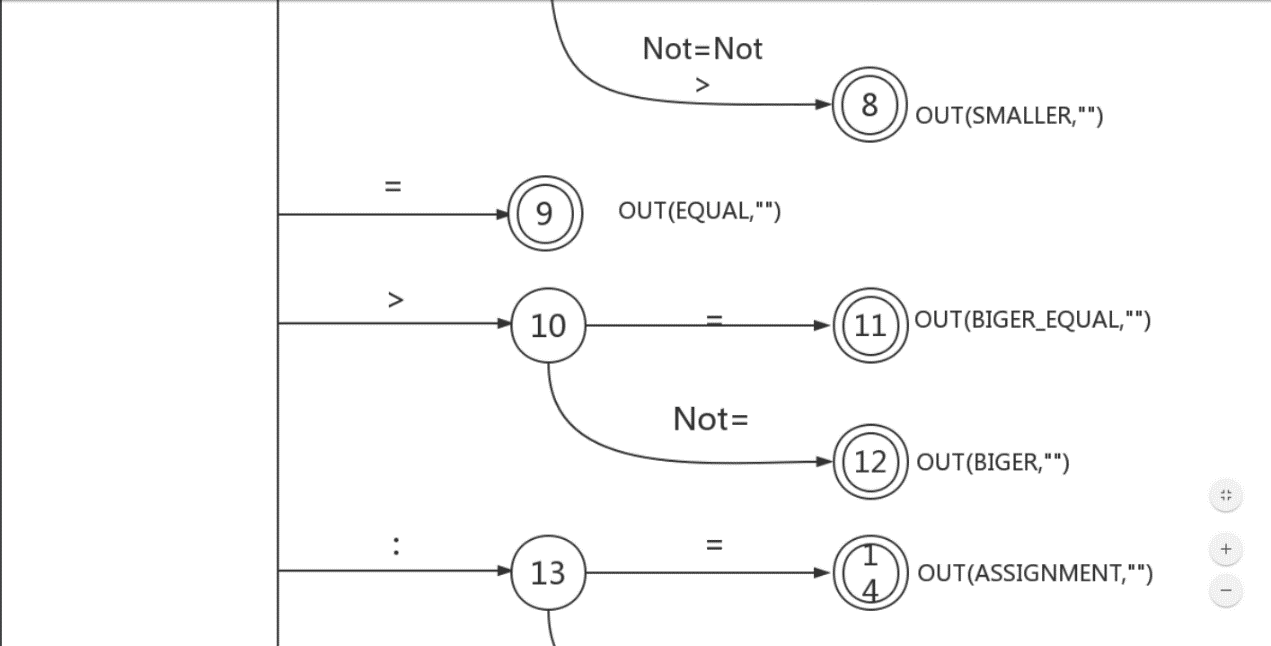 Not=Not
>
8
OUT(SMALLER,"")
=
9
OUT(EQUAL,"")
>
10
=
11
OUT(BIGER_EQUAL,"")
Not=
12
OUT(BIGER,"")
:
13
=
1
4
OUT(ASSIGNMENT,"")
+
−